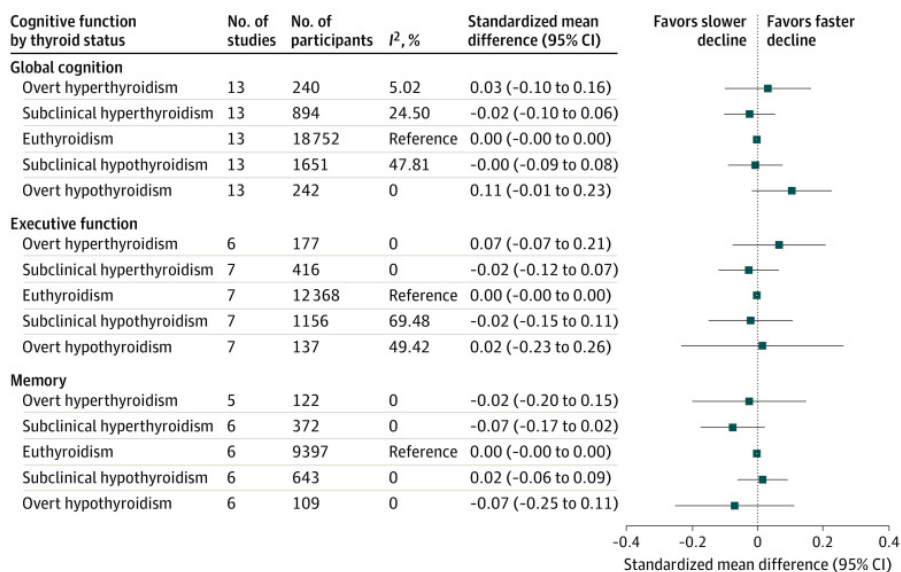 Cognitive function by thyroid status No. of studies No. of participants I², % Standardized mean difference (95% CI) Favors slower decline Favors faster decline
Global cognition
Overt hyperthyroidism 13 240 5.02 0.03 (-0.10 to 0.16)
Subclinical hyperthyroidism 13 894 24.50 -0.02 (-0.10 to 0.06)
Euthyroidism 13 18752 Reference 0.00 (-0.00 to 0.00)
Subclinical hypothyroidism 13 1651 47.81 -0.00 (-0.09 to 0.08)
Overt hypothyroidism 13 242 0 0.11 (-0.01 to 0.23)
Executive function
Overt hyperthyroidism 6 177 0 0.07 (-0.07 to 0.21)
Subclinical hyperthyroidism 7 416 0 -0.02 (-0.12 to 0.07)
Euthyroidism 7 12368 Reference 0.00 (-0.00 to 0.00)
Subclinical hypothyroidism 7 1156 69.48 -0.02 (-0.15 to 0.11)
Overt hypothyroidism 7 137 49.42 0.02 (-0.23 to 0.26)
Memory
Overt hyperthyroidism 5 122 0 -0.02 (-0.20 to 0.15)
Subclinical hyperthyroidism 6 372 0 -0.07 (-0.17 to 0.02)
Euthyroidism 6 9397 Reference 0.00 (-0.00 to 0.00)
Subclinical hypothyroidism 6 643 0 0.02 (-0.06 to 0.09)
Overt hypothyroidism 6 109 0 -0.07 (-0.25 to 0.11)
-0.4 -0.2 0 0.2 0.4
Standardized mean difference (95% CI)